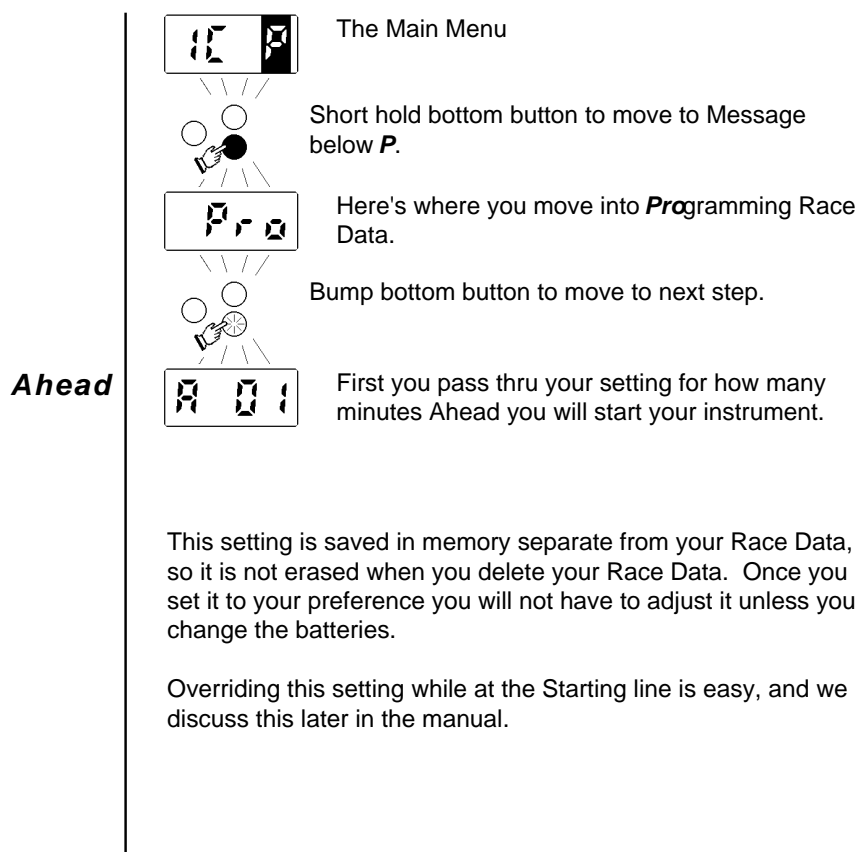 1C P
The Main Menu
Short hold bottom button to move to Message
below P.
Pro
Here's where you move into Programming Race
Data.
Bump bottom button to move to next step.
Ahead
A 01
First you pass thru your setting for how many
minutes Ahead you will start your instrument.
This setting is saved in memory separate from your Race Data,
so it is not erased when you delete your Race Data. Once you
set it to your preference you will not have to adjust it unless you
change the batteries.
Overriding this setting while at the Starting line is easy, and we
discuss this later in the manual.